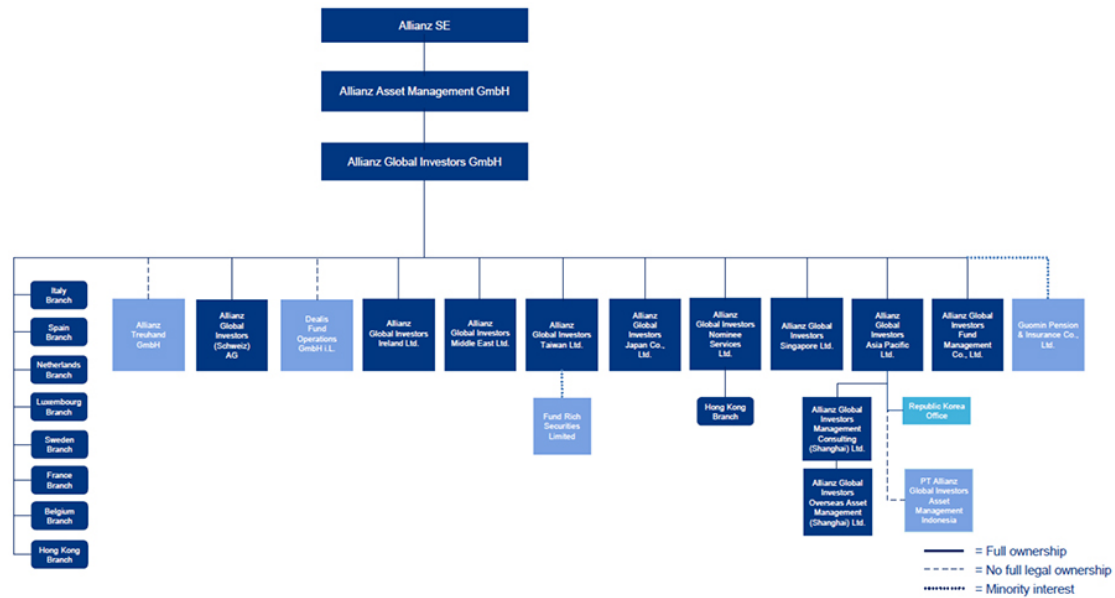 Allianz SE
Allianz Asset Management GmbH
Allianz Global Investors GmbH
Italy
Branch
Spain
Branch
Netherlands
Branch
Luxembourg
Branch
Sweden
Branch
France
Branch
Belgium
Branch
Hong Kong
Branch
Allianz
Treuhand
GmbH
Allianz
Global
Investors
(Schweiz)
AG
Dealis
Fund
Operations
GmbH i.L.
Allianz
Global Investors
Ireland Ltd.
Allianz
Global Investors
Middle East Ltd.
Allianz
Global Investors
Taiwan Ltd.
Fund Rich
Securities
Limited
Allianz
Global
Investors
Japan Co.,
Ltd.
Allianz
Global Investors
Nominee
Services
Ltd.
Hong Kong
Branch
Allianz
Global Investors
Singapore Ltd.
Allianz
Global
Investors
Asia Pacific
Ltd.
Allianz Global
Investors
Management
Consulting
(Shanghai) Ltd.
Allianz Global
Investors
Overseas Asset
Management
(Shanghai) Ltd.
Republic Korea
Office
PT Allianz
Global Investors
Asset
Management
Indonesia
Allianz
Global
Investors
Fund
Management
Co., Ltd.
Guomin Pension
& Insurance Co.,
Ltd.
= Full ownership
= No full legal ownership
= Minority interest